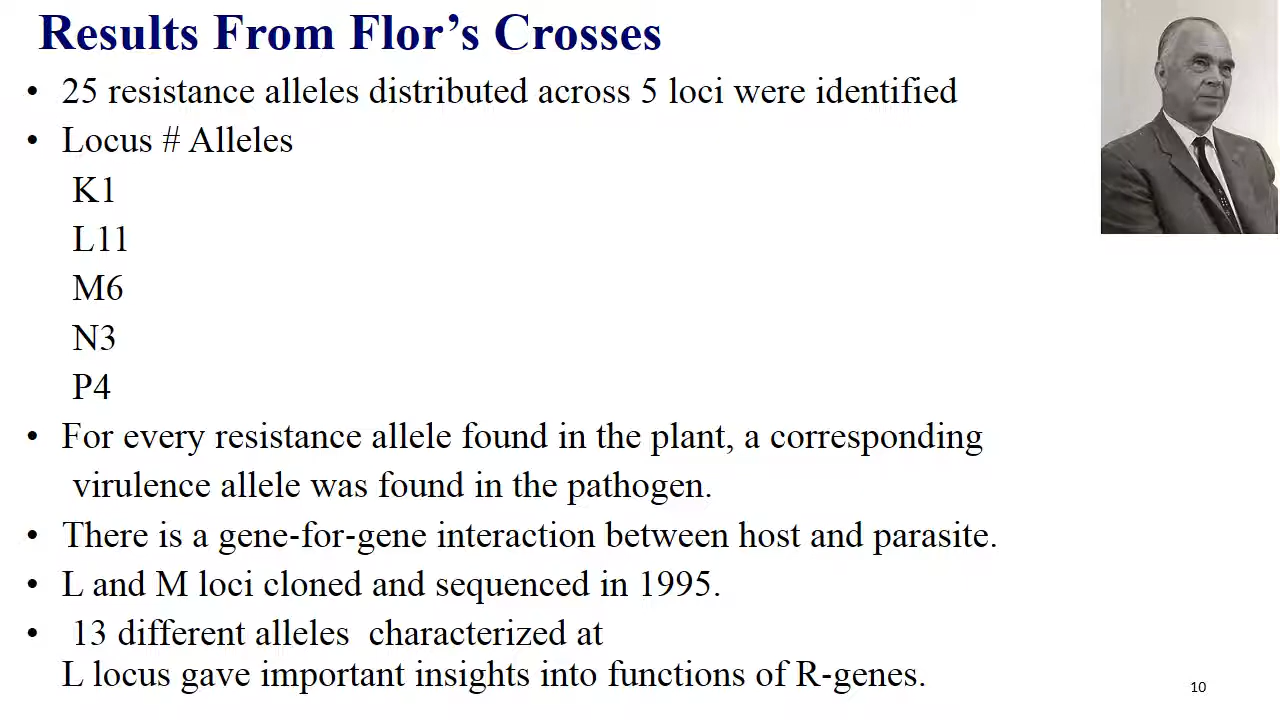 Results From Flor’s Crosses
• 25 resistance alleles distributed across 5 loci were identified
• Locus # Alleles
K1
L11
M6
N3
P4
• For every resistance allele found in the plant, a corresponding
virulence allele was found in the pathogen.
• There is a gene-for-gene interaction between host and parasite.
• L and M loci cloned and sequenced in 1995.
• 13 different alleles characterized at
L locus gave important insights into functions of R-genes.
10